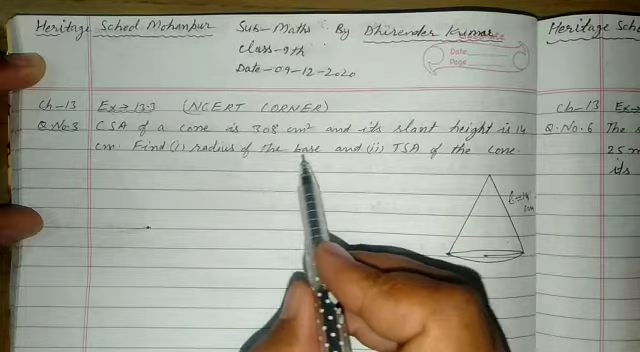 Heritage School Mohanpur
Sub- Maths By Dhirender Kumar
Class-9th
Date
Page
Date-09-12-2020
Ch-13 Ex→13.3 (NCERT CORNER)
Q.No.3 CSA of a cone is 308 cm² and its slant height is 14
cm. Find (i) radius of the base and (ii) TSA of the cone.
l=14
cm
Heritage Scho
Ch-13 Ex→
Q.No.6 The s
25 m
its